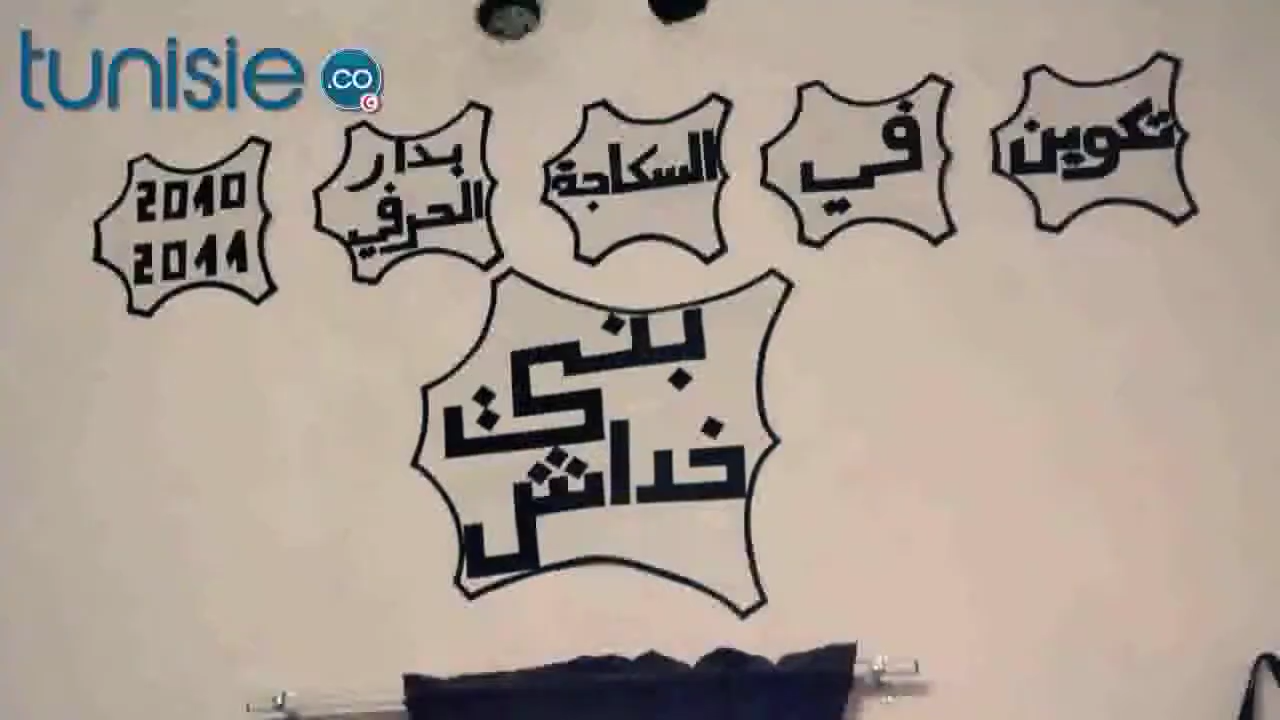 tunisie.co
تكوين في السكاجة بدار الحرفي 2010 2011
بني خداش